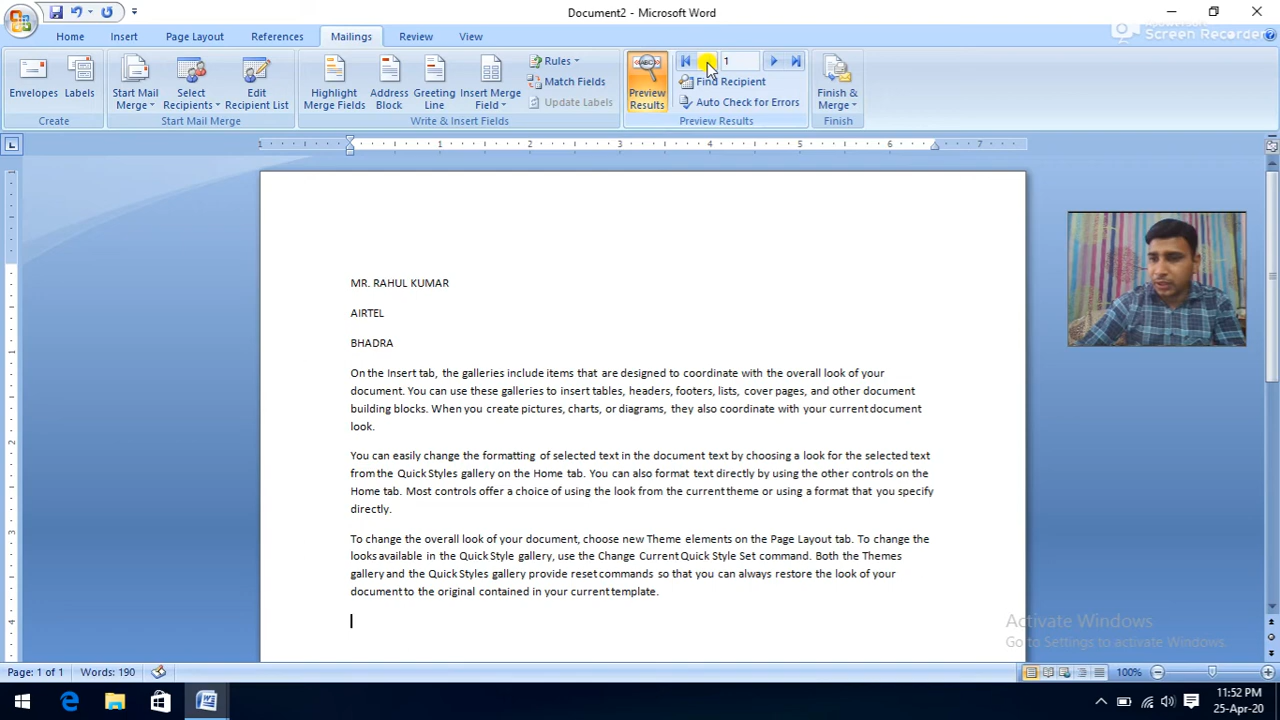 Document2 - Microsoft Word
Screen Recorder
Home Insert Page Layout References Mailings Review View
Envelopes
Labels
Create
Start Mail
Merge
Select
Recipients
Edit
Recipient List
Start Mail Merge
Highlight
Merge Fields
Address
Block
Greeting
Line
Insert Merge
Field
Rules
Match Fields
Update Labels
Write & Insert Fields
ABC
Preview
Results
1
Find Recipient
Auto Check for Errors
Preview Results
Finish &
Merge
Finish
1 1 2 3 4 5 6 7
MR. RAHUL KUMAR
AIRTEL
BHADRA
On the Insert tab, the galleries include items that are designed to coordinate with the overall look of your
document. You can use these galleries to insert tables, headers, footers, lists, cover pages, and other document
building blocks. When you create pictures, charts, or diagrams, they also coordinate with your current document
look.
You can easily change the formatting of selected text in the document text by choosing a look for the selected text
from the Quick Styles gallery on the Home tab. You can also format text directly by using the other controls on the
Home tab. Most controls offer a choice of using the look from the current theme or using a format that you specify
directly.
To change the overall look of your document, choose new Theme elements on the Page Layout tab. To change the
looks available in the Quick Style gallery, use the Change Current Quick Style Set command. Both the Themes
gallery and the Quick Styles gallery provide reset commands so that you can always restore the look of your
document to the original contained in your current template.
Activate Windows
Go to Settings to activate Windows.
Page: 1 of 1 Words: 190
100%
11:52 PM
25-Apr-20